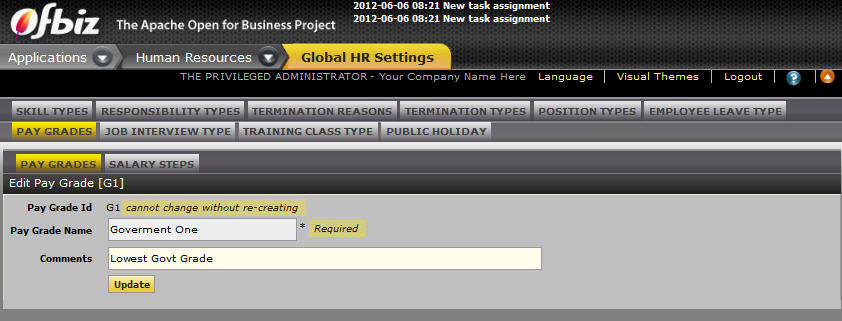 2012-06-06 08:21 New task assignment
Ofbiz The Apache Open for Business Project
2012-06-06 08:21 New task assignment
Applications Human Resources Global HR Settings
THE PRIVILEGED ADMINISTRATOR - Your Company Name Here Language Visual Themes Logout ?
SKILL TYPES RESPONSIBILITY TYPES TERMINATION REASONS TERMINATION TYPES POSITION TYPES EMPLOYEE LEAVE TYPE
PAY GRADES JOB INTERVIEW TYPE TRAINING CLASS TYPE PUBLIC HOLIDAY
PAY GRADES SALARY STEPS
Edit Pay Grade [G1]
Pay Grade Id G1 cannot change without re-creating
Pay Grade Name Goverment One * Required
Comments Lowest Govt Grade
Update